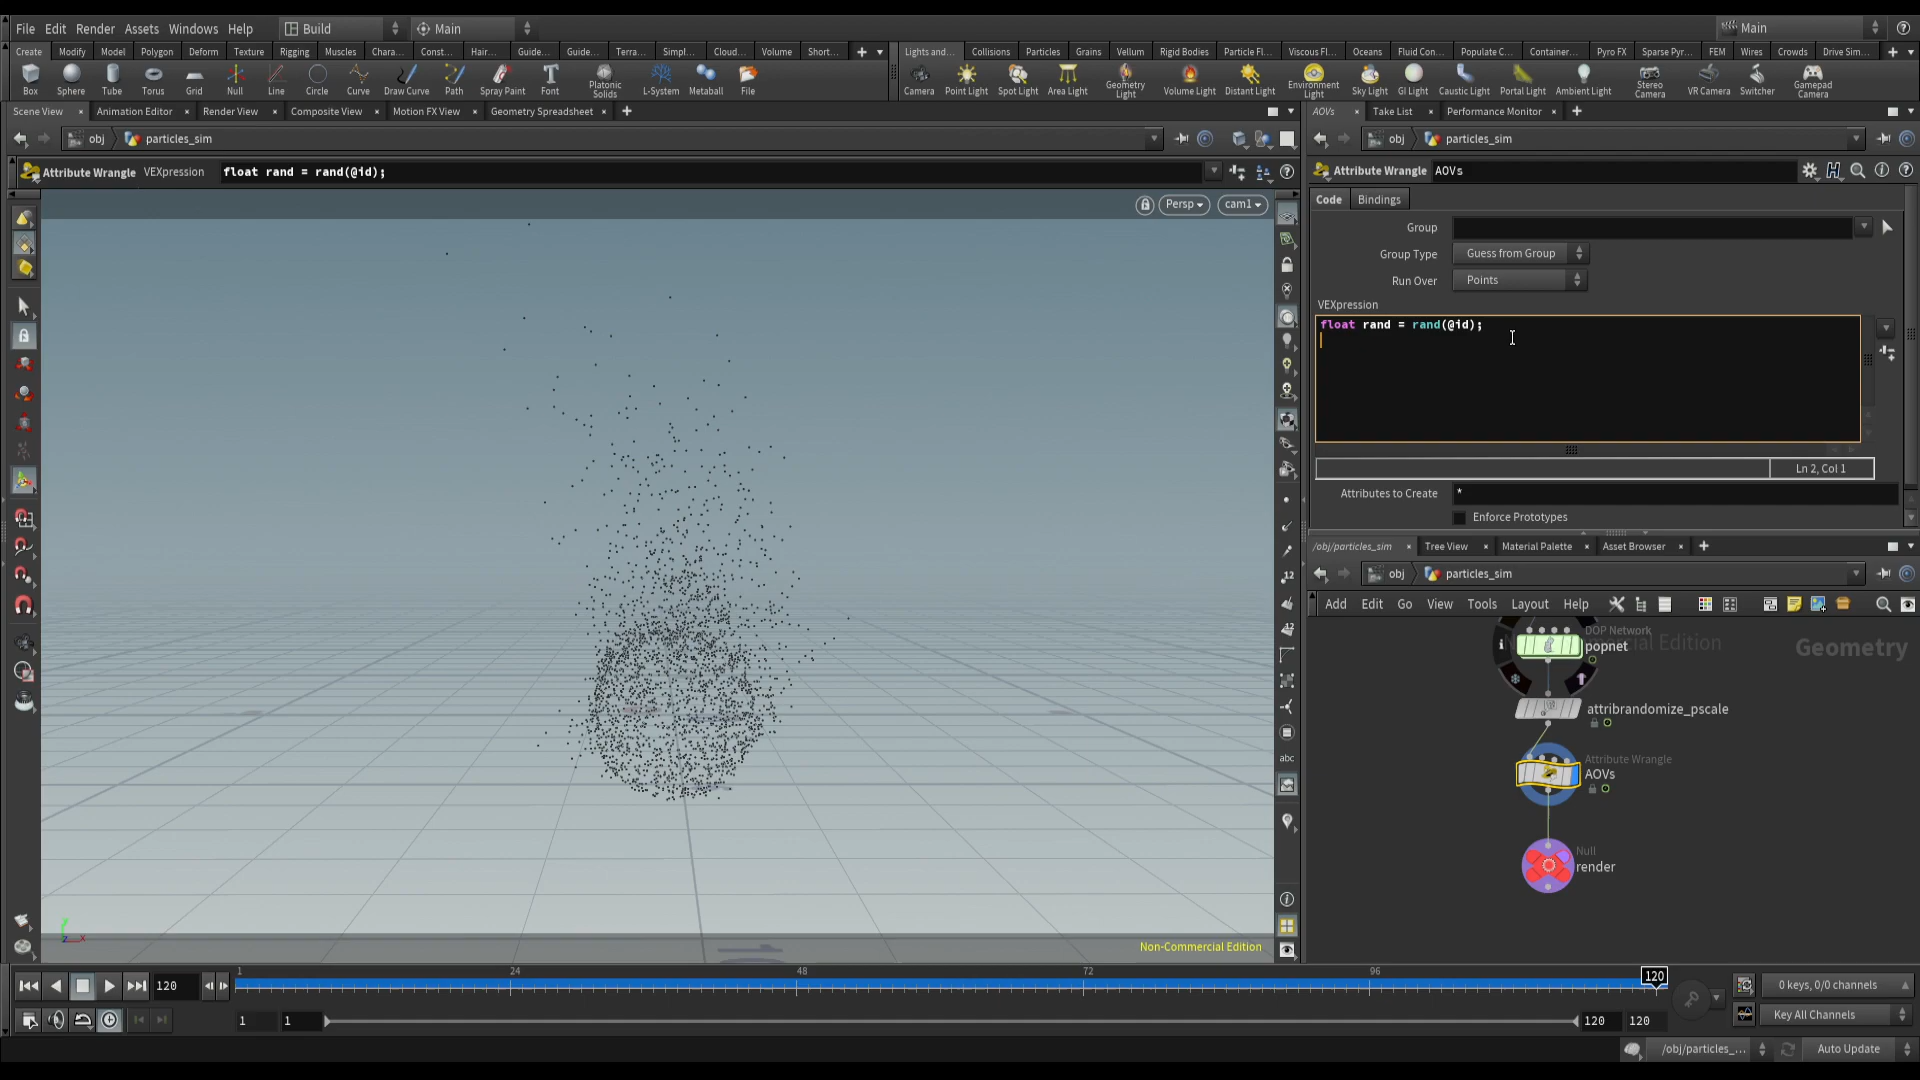 File Edit Render Assets Windows Help Build Main Main
Create Modify Model Polygon Deform Texture Rigging Muscles Chara... Const... Hair... Guide... Guide... Terra... Simpl... Cloud... Volume Short...
Lights and... Collisions Particles Grains Vellum Rigid Bodies Particle Fl... Viscous Fl... Oceans Fluid Con... Populate C... Container... Pyro FX Sparse Pyr... FEM Wires Crowds Drive Sim...
Box Sphere Tube Torus Grid Null Line Circle Curve Draw Curve Path Spray Paint Font Platonic Solids L-System Metaball File
Camera Point Light Spot Light Area Light Geometry Light Volume Light Distant Light Environment Light Sky Light GI Light Caustic Light Portal Light Ambient Light Stereo Camera VR Camera Switcher Gamepad Camera
Scene View Animation Editor Render View Composite View Motion FX View Geometry Spreadsheet
AOVs Take List Performance Monitor
obj particles_sim
obj particles_sim
Attribute Wrangle VEXpression float rand = rand(@id);
Attribute Wrangle AOVs
Persp cam1
Code Bindings
Group
Group Type Guess from Group
Run Over Points
VEXpression
float rand = rand(@id);
Ln 2, Col 1
Attributes to Create *
Enforce Prototypes
/obj/particles_sim Tree View Material Palette Asset Browser
obj particles_sim
Add Edit Go View Tools Layout Help
DOP Network
popnet
Geometry
attribrandomize_pscale
Attribute Wrangle
AOVs
Null
render
12
12
abc
Non-Commercial Edition
y
z x
1 24 48 72 96 120
120
0 keys, 0/0 channels
1 1 120 120
Key All Channels
/obj/particles_... Auto Update